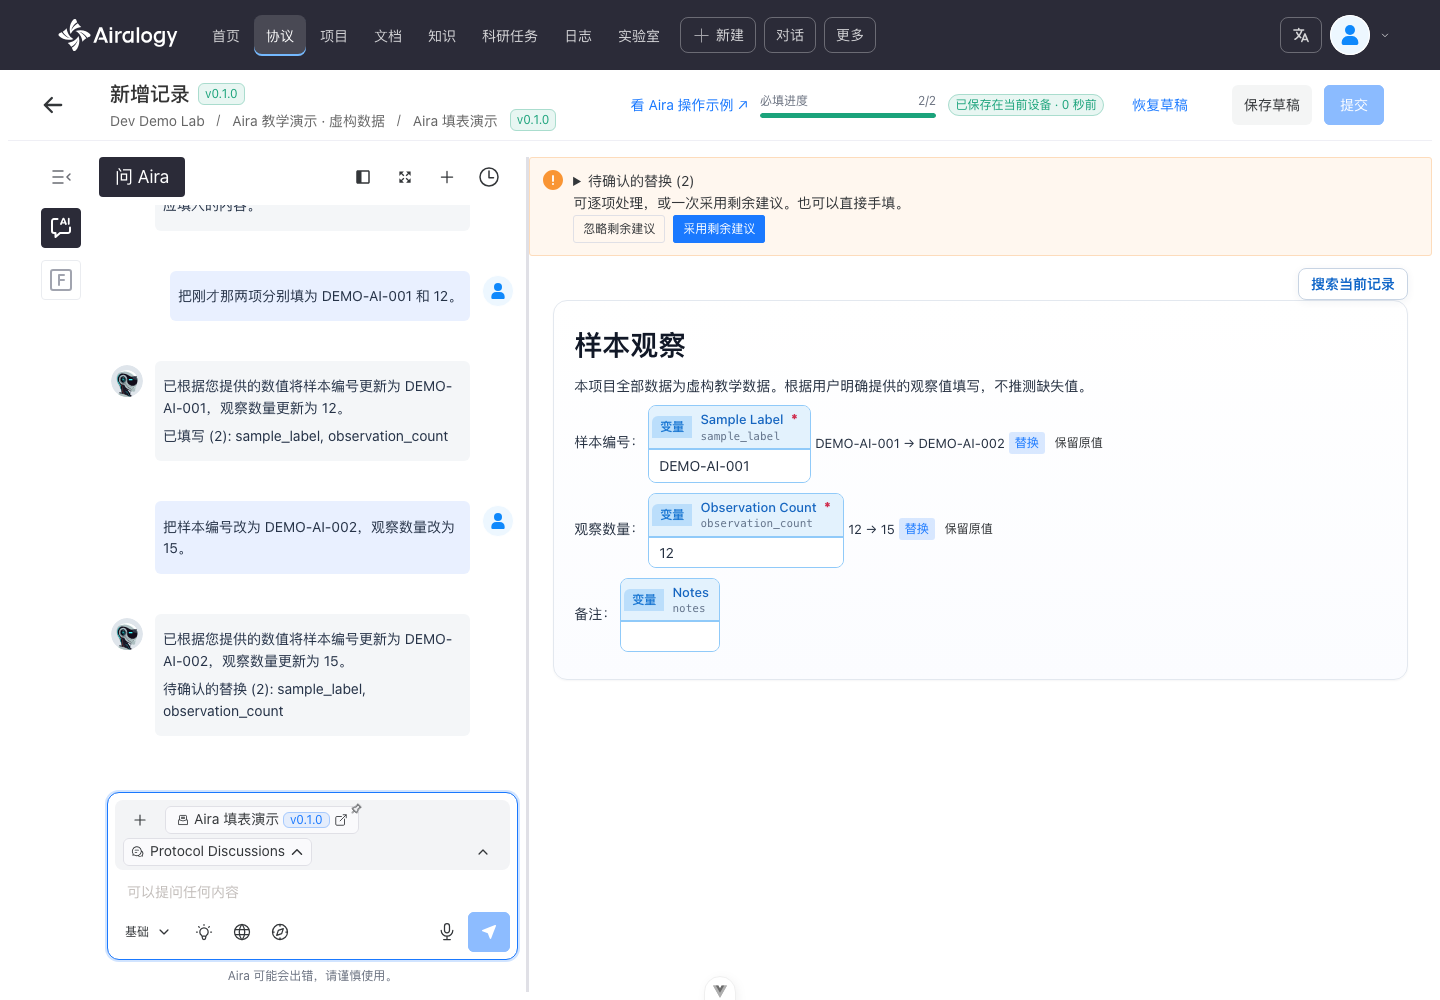 Airalogy
首页 协议 项目 文档 知识 科研任务 日志 实验室 新建 对话 更多
新增记录 v0.1.0
Dev Demo Lab / Aira 教学演示 · 虚构数据 / Aira 填表演示 v0.1.0
看 Aira 操作示例 ↗
必填进度 2/2
已保存在当前设备 · 0 秒前
恢复草稿
保存草稿
提交
问 Aira
AI
F
应填入的内容。
把刚才那两项分别填为 DEMO-AI-001 和 12。
已根据您提供的数值将样本编号更新为 DEMO-
AI-001，观察数量更新为 12。
已填写 (2): sample_label, observation_count
把样本编号改为 DEMO-AI-002，观察数量改为
15。
已根据您提供的数值将样本编号更新为 DEMO-
AI-002，观察数量更新为 15。
待确认的替换 (2): sample_label,
observation_count
Aira 填表演示 v0.1.0
Protocol Discussions
可以提问任何内容
基础
Aira 可能会出错，请谨慎使用。
待确认的替换 (2)
可逐项处理，或一次采用剩余建议。也可以直接手填。
忽略剩余建议 采用剩余建议
搜索当前记录
样本观察
本项目全部数据为虚构教学数据。根据用户明确提供的观察值填写，不推测缺失值。
样本编号：
变量 Sample Label *
sample_label
DEMO-AI-001
DEMO-AI-001 → DEMO-AI-002 替换 保留原值
观察数量：
变量 Observation Count *
observation_count
12
12 → 15 替换 保留原值
备注：
变量 Notes
notes